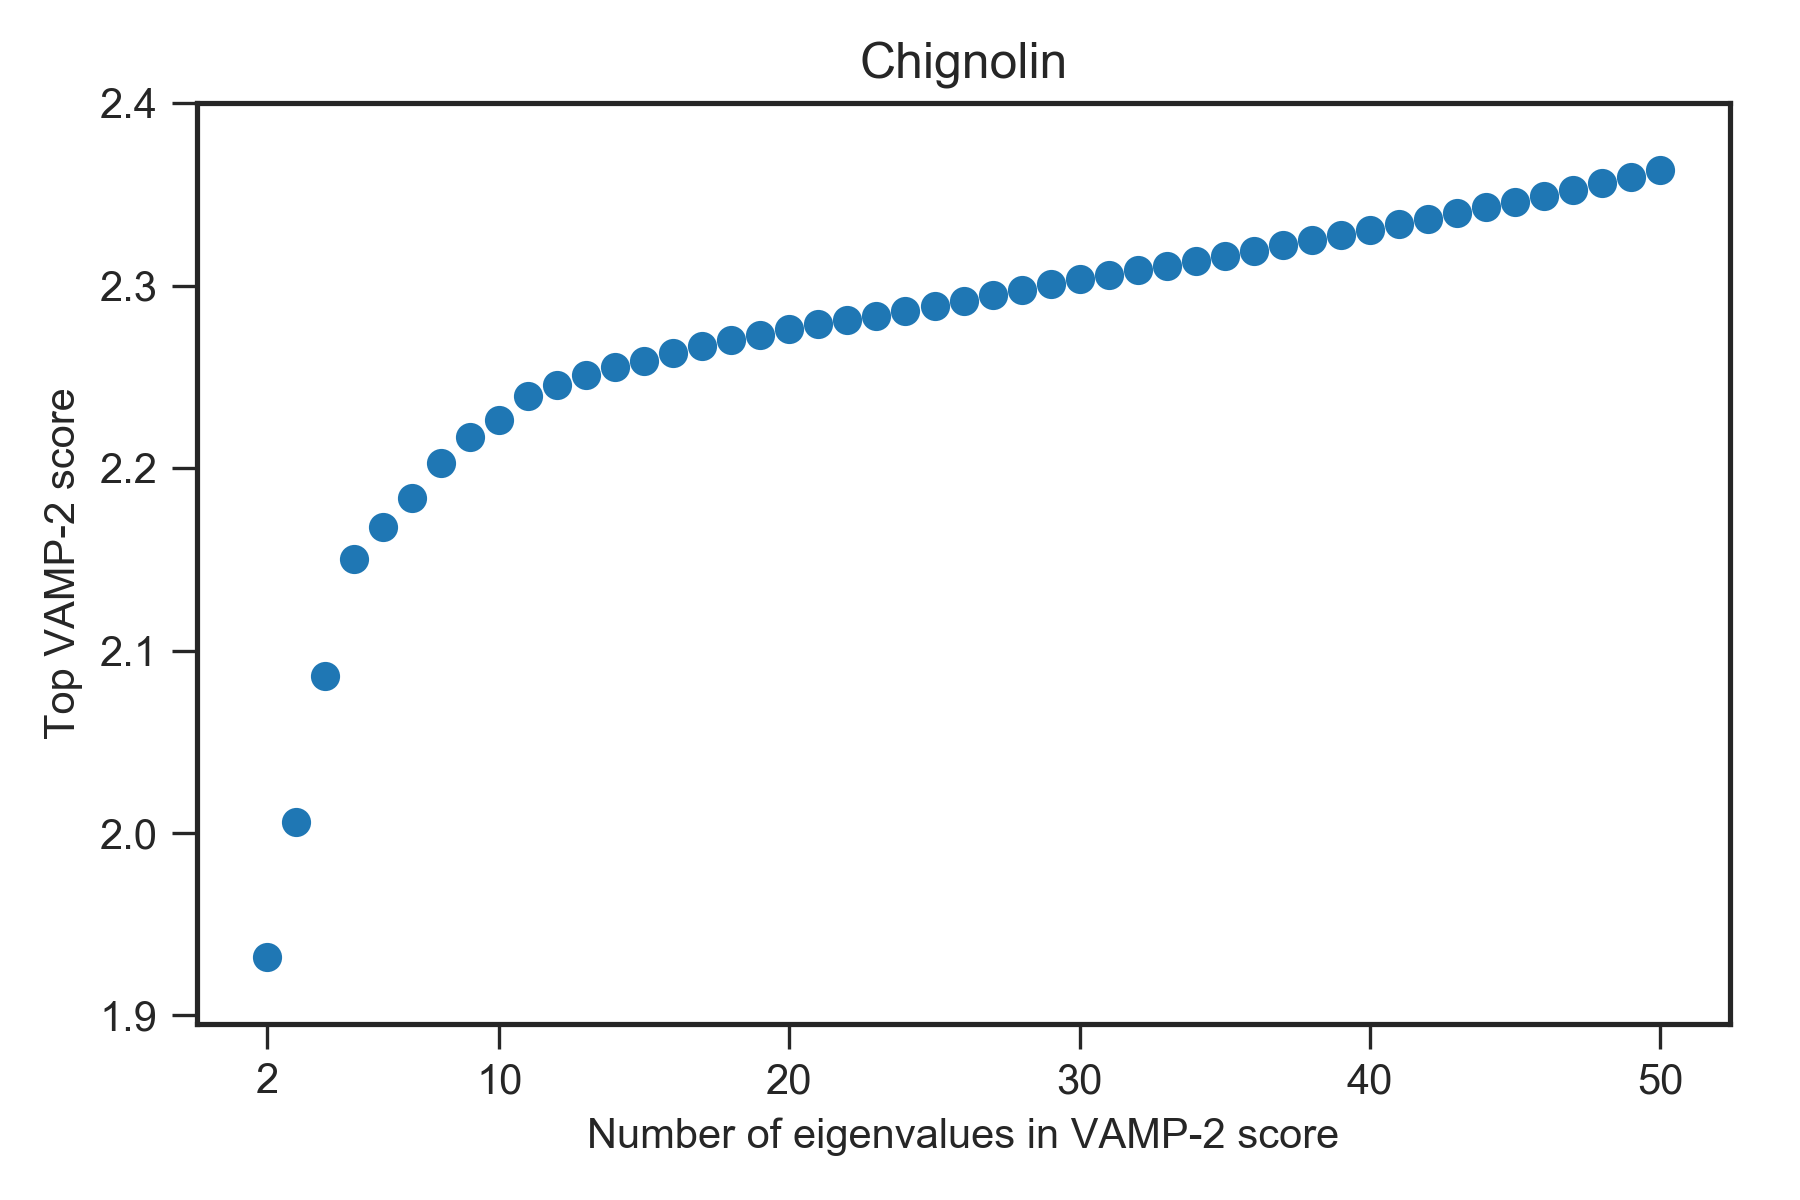 Chignolin
2.4
2.3
2.2
2.1
2.0
1.9
Top VAMP-2 score
2 10 20 30 40 50
Number of eigenvalues in VAMP-2 score